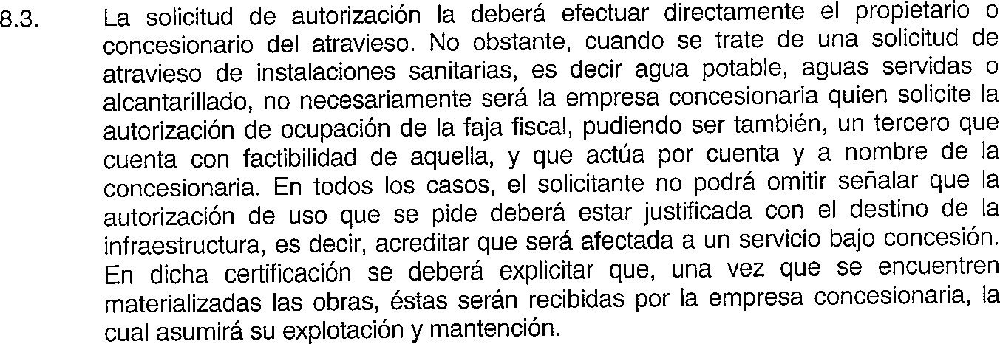 8.3. La solicitud de autorización la deberá efectuar directamente el propietario o
concesionario del atravieso. No obstante, cuando se trate de una solicitud de
atravieso de instalaciones sanitarias, es decir agua potable, aguas servidas o
alcantarillado, no necesariamente será la empresa concesionaria quien solicite la
autorización de ocupación de la faja fiscal, pudiendo ser también, un tercero que
cuenta con factibilidad de aquella, y que actúa por cuenta y a nombre de la
concesionaria. En todos los casos, el solicitante no podrá omitir señalar que la
autorización de uso que se pide deberá estar justificada con el destino de la
infraestructura, es decir, acreditar que será afectada a un servicio bajo concesión.
En dicha certificación se deberá explicitar que, una vez que se encuentren
materializadas las obras, éstas serán recibidas por la empresa concesionaria, la
cual asumirá su explotación y mantención.